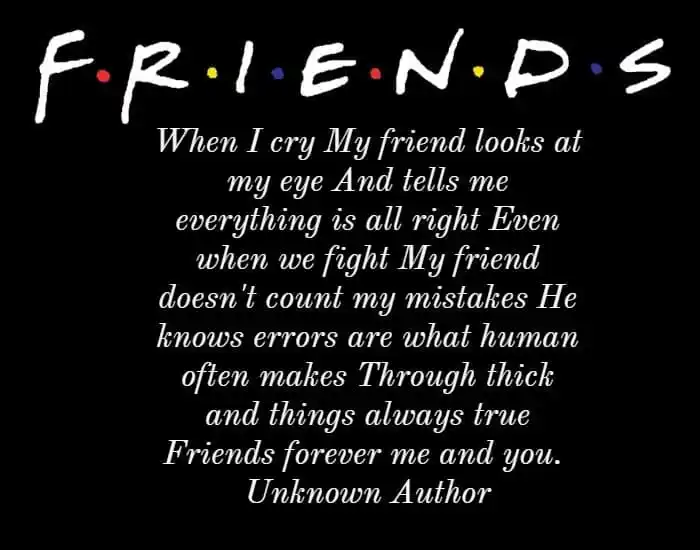 F·R·I·E·N·D·S
When I cry My friend looks at
my eye And tells me
everything is all right Even
when we fight My friend
doesn't count my mistakes He
knows errors are what human
often makes Through thick
and things always true
Friends forever me and you.
Unknown Author